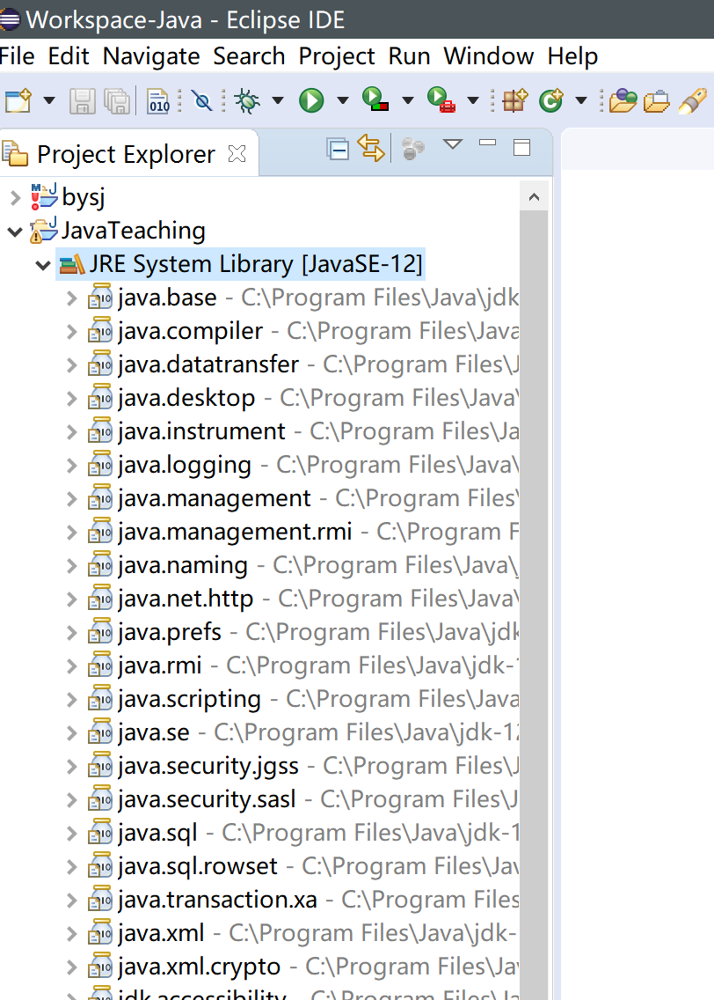 Workspace-Java - Eclipse IDE
File Edit Navigate Search Project Run Window Help
010
Project Explorer
bysj
JavaTeaching
JRE System Library [JavaSE-12]
java.base - C:\Program Files\Java\jdk
java.compiler - C:\Program Files\Java
java.datatransfer - C:\Program Files\J
java.desktop - C:\Program Files\Java\
java.instrument - C:\Program Files\Ja
java.logging - C:\Program Files\Java\
java.management - C:\Program Files\
java.management.rmi - C:\Program F
java.naming - C:\Program Files\Java\
java.net.http - C:\Program Files\Java\
java.prefs - C:\Program Files\Java\jdk
java.rmi - C:\Program Files\Java\jdk-1
java.scripting - C:\Program Files\Java
java.se - C:\Program Files\Java\jdk-12
java.security.jgss - C:\Program Files\J
java.security.sasl - C:\Program Files\J
java.sql - C:\Program Files\Java\jdk-1
java.sql.rowset - C:\Program Files\Jav
java.transaction.xa - C:\Program Files
java.xml - C:\Program Files\Java\jdk-
java.xml.crypto - C:\Program Files\Jav
jdk.accessibility - C:\Program Files\Ja